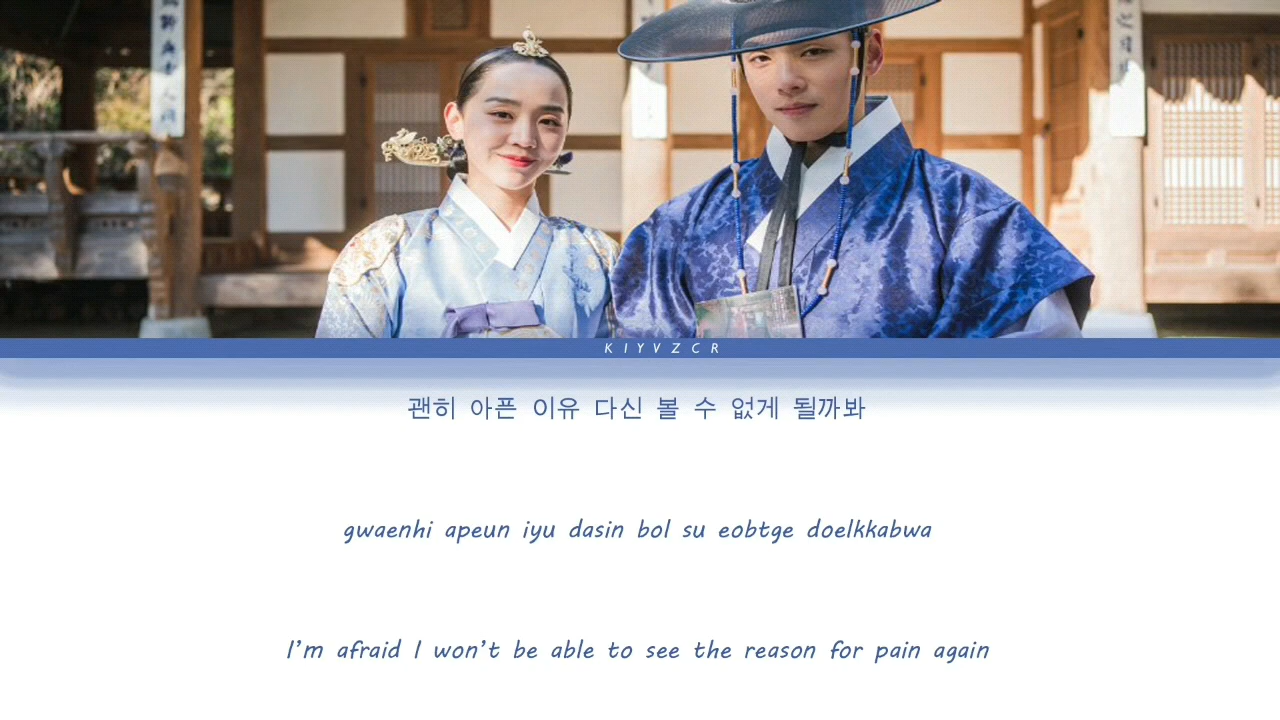 KIYVZCR
괜히 아픈 이유 다신 볼 수 없게 될까봐
gwaenhi apeun iyu dasin bol su eobtge doelkkabwa
I'm afraid I won't be able to see the reason for pain again